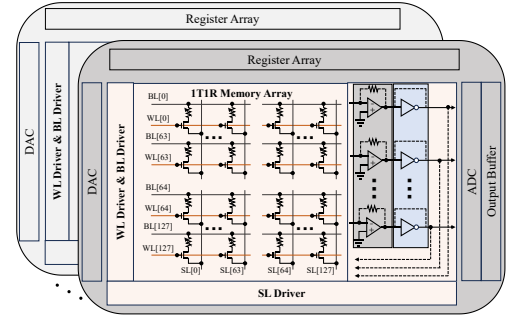 Register Array
DAC
WL Driver & BL Driver
Register Array
DAC
WL Driver & BL Driver
1T1R Memory Array
BL[0]
WL[0]
BL[63]
WL[63]
BL[64]
WL[64]
BL[127]
WL[127]
SL[0] SL[63] SL[64] SL[127]
SL Driver
ADC
Output Buffer